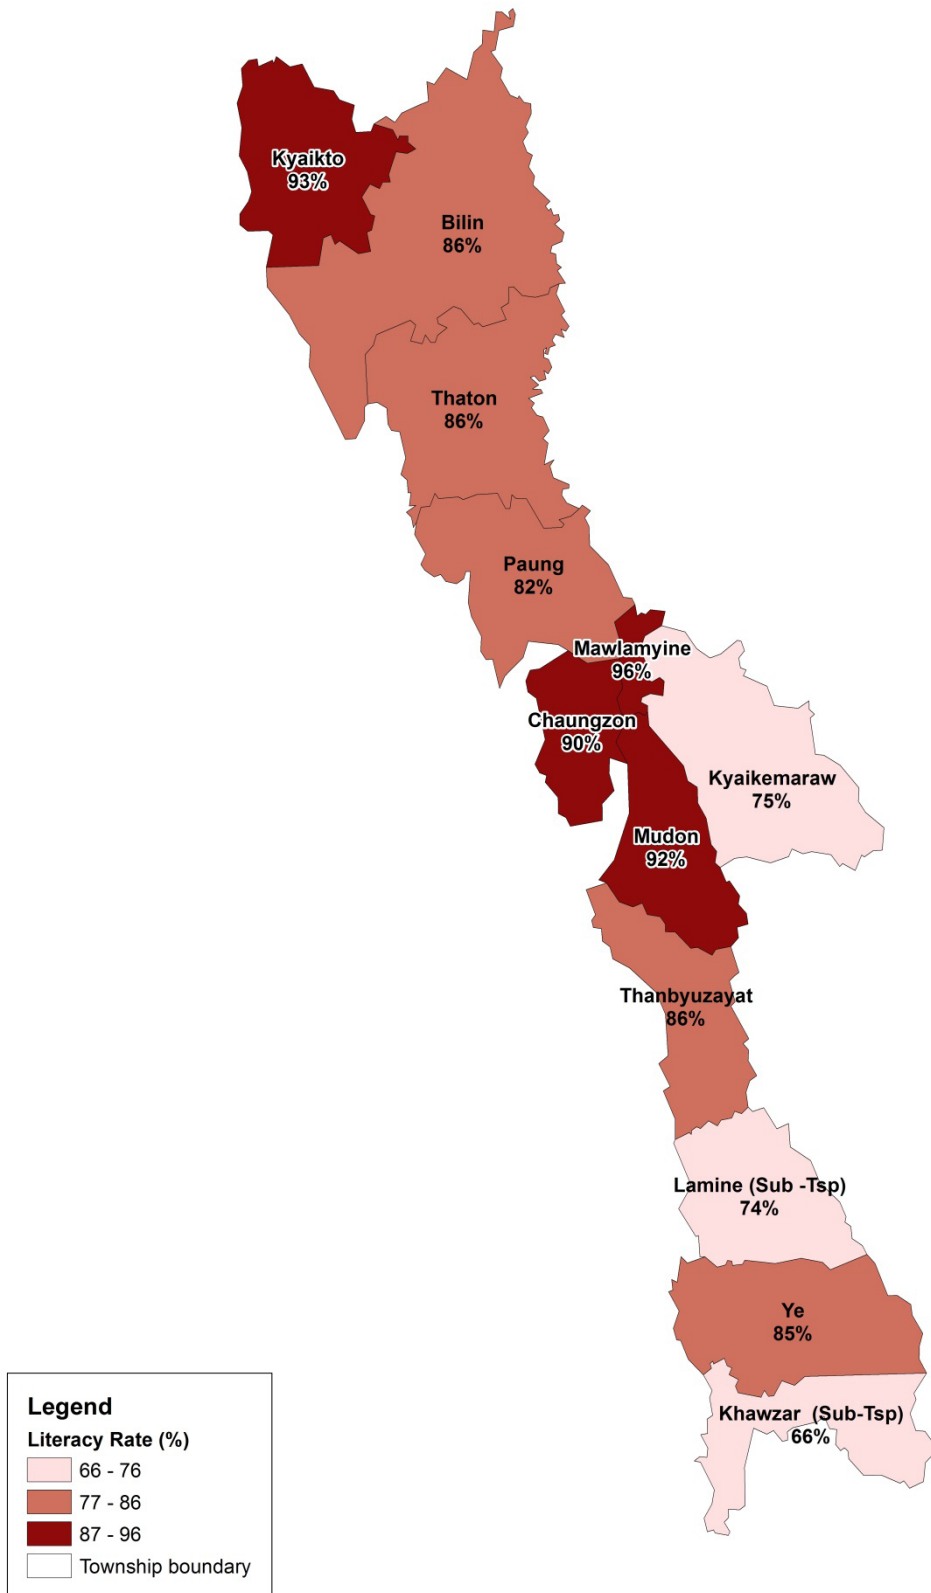 Kyaikto
93%
Bilin
86%
Thaton
86%
Paung
82%
Mawlamyine
96%
Chaungzon
90%
Kyaikemaraw
75%
Mudon
92%
Thanbyuzayat
86%
Lamine (Sub -Tsp)
74%
Ye
85%
Khawzar (Sub-Tsp)
66%
Legend
Literacy Rate (%)
66 - 76
77 - 86
87 - 96
Township boundary